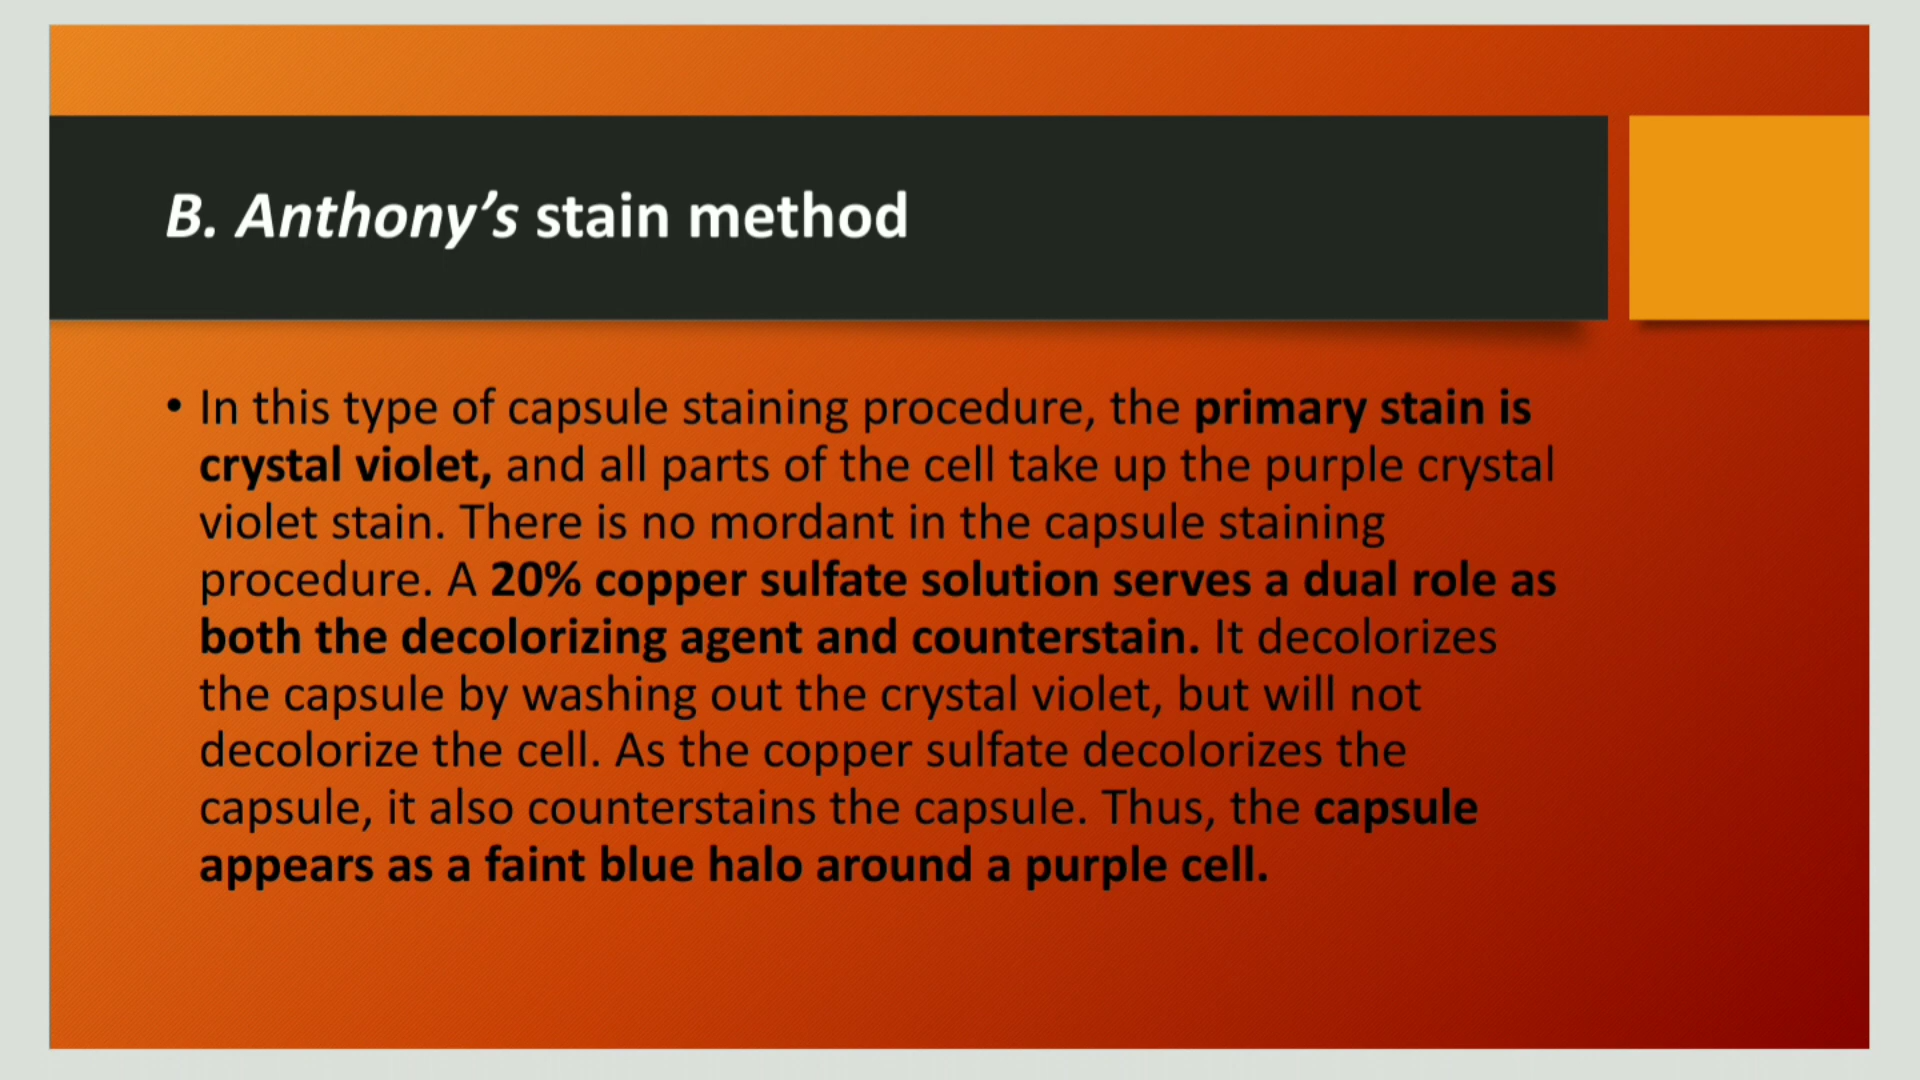 B. Anthony’s stain method
• In this type of capsule staining procedure, the primary stain is
crystal violet, and all parts of the cell take up the purple crystal
violet stain. There is no mordant in the capsule staining
procedure. A 20% copper sulfate solution serves a dual role as
both the decolorizing agent and counterstain. It decolorizes
the capsule by washing out the crystal violet, but will not
decolorize the cell. As the copper sulfate decolorizes the
capsule, it also counterstains the capsule. Thus, the capsule
appears as a faint blue halo around a purple cell.